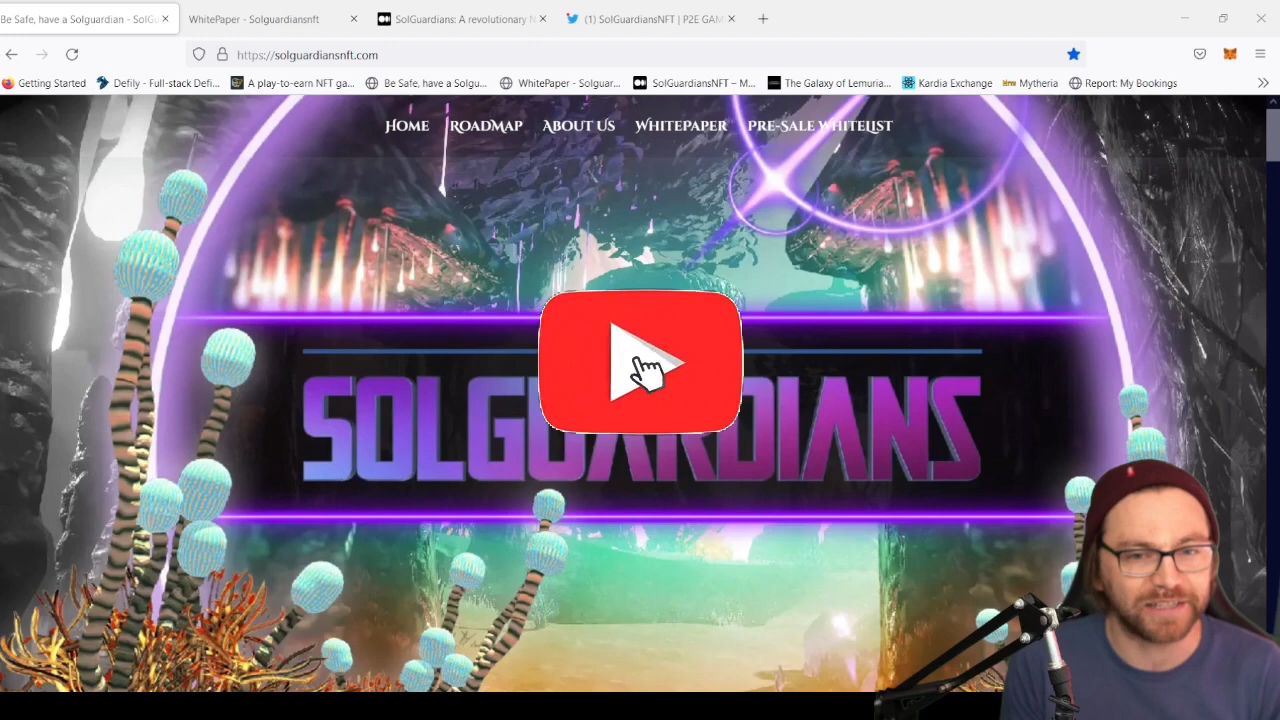 Be Safe, have a Solguardian - SolGu
WhitePaper - Solguardiansnft
SolGuardians: A revolutionary N
(1) SolGuardiansNFT | P2E GAM
https://solguardiansnft.com
Getting Started
Defily - Full-stack Defi...
A play-to-earn NFT ga...
Be Safe, have a Solgu...
WhitePaper - Solguar...
SolGuardiansNFT – M...
The Galaxy of Lemuria...
Kardia Exchange
Mytheria
Report: My Bookings
Home
RoadMap
About Us
WhitePaper
Pre-Sale WhiteList
SOLGUARDIANS